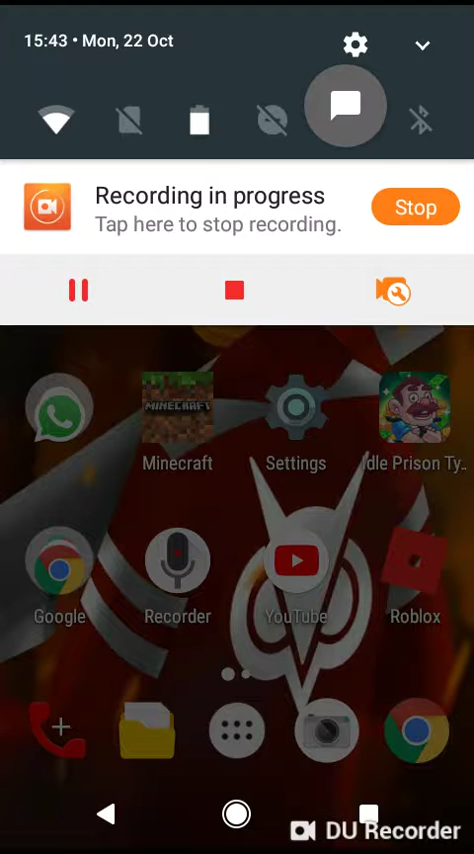 15:43 • Mon, 22 Oct
Recording in progress
Tap here to stop recording.
Stop
MINECRAFT
Minecraft
Settings
Idle Prison Ty..
Google
Recorder
YouTube
Roblox
DU Recorder